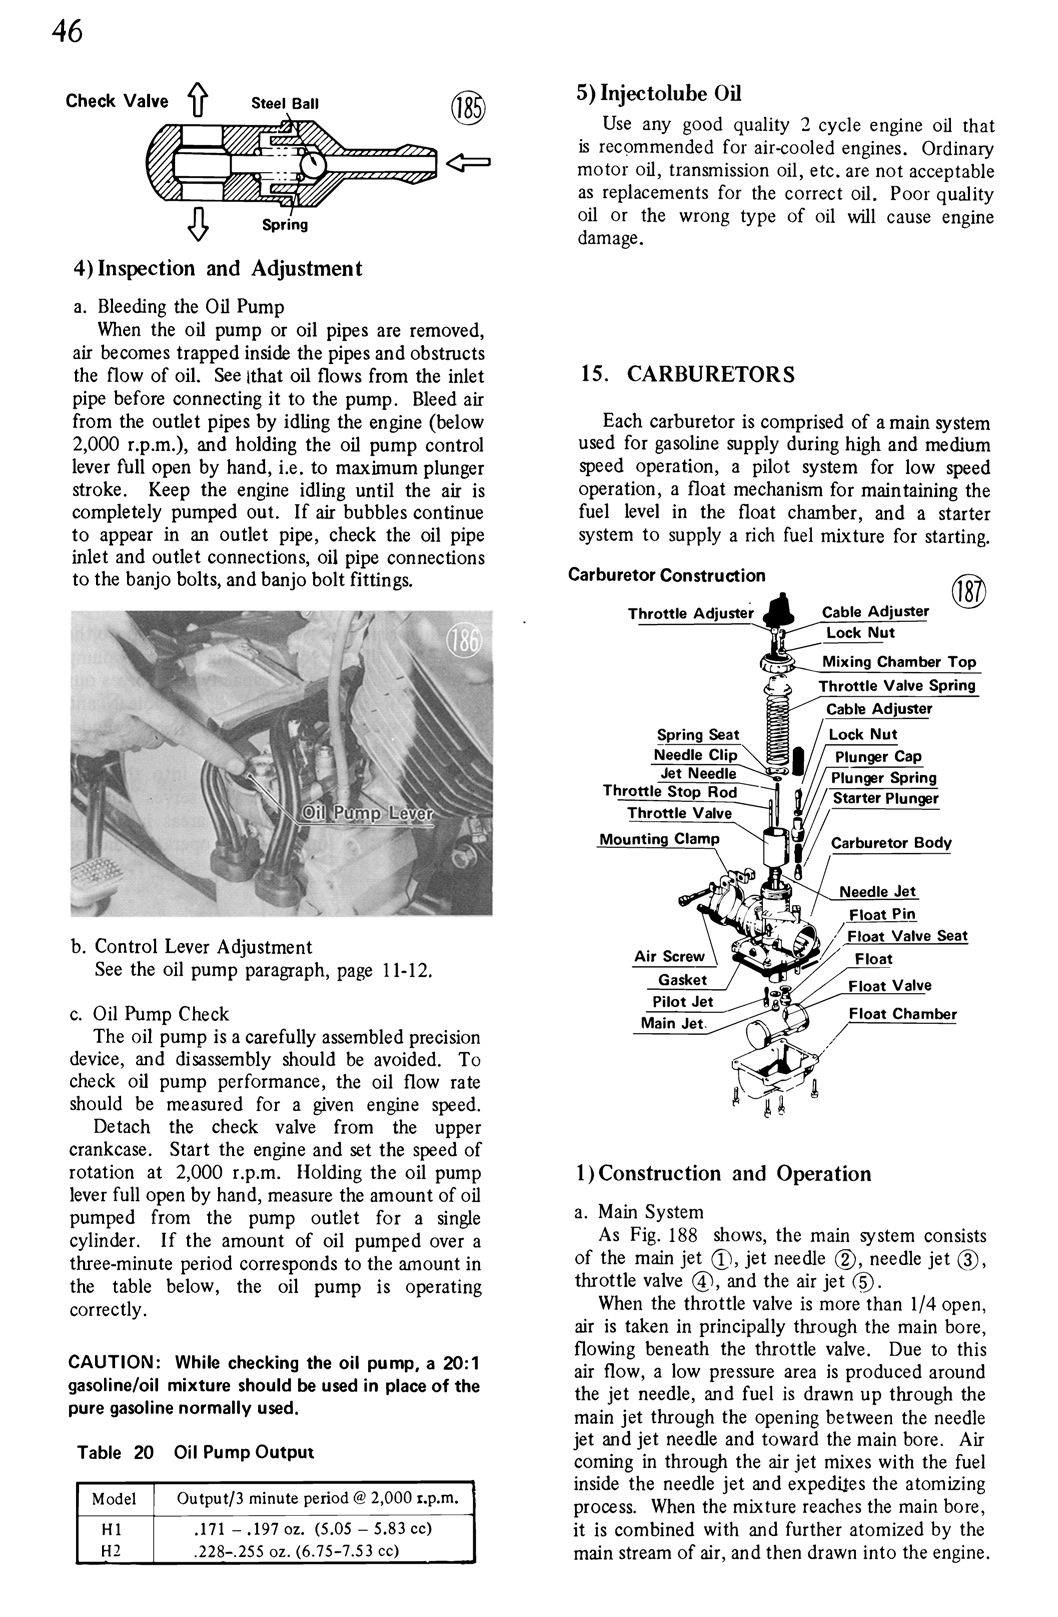 46
Check Valve
Steel Ball
185
Spring
4) Inspection and Adjustment
a. Bleeding the Oil Pump
When the oil pump or oil pipes are removed,
air becomes trapped inside the pipes and obstructs
the flow of oil. See that oil flows from the inlet
pipe before connecting it to the pump. Bleed air
from the outlet pipes by idling the engine (below
2,000 r.p.m.), and holding the oil pump control
lever full open by hand, i.e. to maximum plunger
stroke. Keep the engine idling until the air is
completely pumped out. If air bubbles continue
to appear in an outlet pipe, check the oil pipe
inlet and outlet connections, oil pipe connections
to the banjo bolts, and banjo bolt fittings.
186
Oil Pump Lever
b. Control Lever Adjustment
See the oil pump paragraph, page 11-12.
c. Oil Pump Check
The oil pump is a carefully assembled precision
device, and disassembly should be avoided. To
check oil pump performance, the oil flow rate
should be measured for a given engine speed.
Detach the check valve from the upper
crankcase. Start the engine and set the speed of
rotation at 2,000 r.p.m. Holding the oil pump
lever full open by hand, measure the amount of oil
pumped from the pump outlet for a single
cylinder. If the amount of oil pumped over a
three-minute period corresponds to the amount in
the table below, the oil pump is operating
correctly.
CAUTION: While checking the oil pump, a 20:1
gasoline/oil mixture should be used in place of the
pure gasoline normally used.
Table 20 Oil Pump Output
Model Output/3 minute period @ 2,000 r.p.m.
H1 .171 – .197 oz. (5.05 – 5.83 cc)
H2 .228-.255 oz. (6.75-7.53 cc)
5) Injectolube Oil
Use any good quality 2 cycle engine oil that
is recommended for air-cooled engines. Ordinary
motor oil, transmission oil, etc. are not acceptable
as replacements for the correct oil. Poor quality
oil or the wrong type of oil will cause engine
damage.
15. CARBURETORS
Each carburetor is comprised of a main system
used for gasoline supply during high and medium
speed operation, a pilot system for low speed
operation, a float mechanism for maintaining the
fuel level in the float chamber, and a starter
system to supply a rich fuel mixture for starting.
Carburetor Construction
187
Throttle Adjuster
Cable Adjuster
Lock Nut
Mixing Chamber Top
Throttle Valve Spring
Cable Adjuster
Spring Seat
Lock Nut
Needle Clip
Plunger Cap
Jet Needle
Plunger Spring
Throttle Stop Rod
Starter Plunger
Throttle Valve
Mounting Clamp
Carburetor Body
Needle Jet
Float Pin
Float Valve Seat
Air Screw
Float
Gasket
Float Valve
Pilot Jet
Float Chamber
Main Jet
1) Construction and Operation
a. Main System
As Fig. 188 shows, the main system consists
of the main jet ①, jet needle ②, needle jet ③,
throttle valve ④, and the air jet ⑤.
When the throttle valve is more than 1/4 open,
air is taken in principally through the main bore,
flowing beneath the throttle valve. Due to this
air flow, a low pressure area is produced around
the jet needle, and fuel is drawn up through the
main jet through the opening between the needle
jet and jet needle and toward the main bore. Air
coming in through the air jet mixes with the fuel
inside the needle jet and expedites the atomizing
process. When the mixture reaches the main bore,
it is combined with and further atomized by the
main stream of air, and then drawn into the engine.